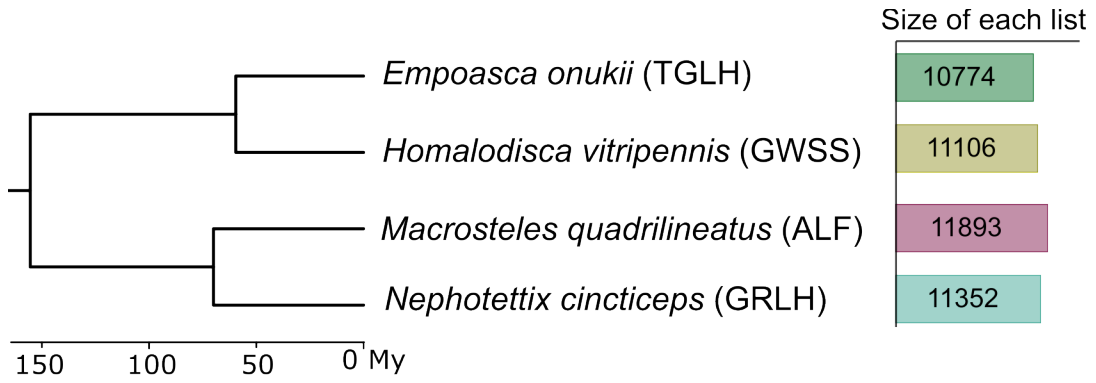 Size of each list
Empoasca onukii (TGLH) 10774
Homalodisca vitripennis (GWSS) 11106
Macrosteles quadrilineatus (ALF) 11893
Nephotettix cincticeps (GRLH) 11352
150 100 50 0 My